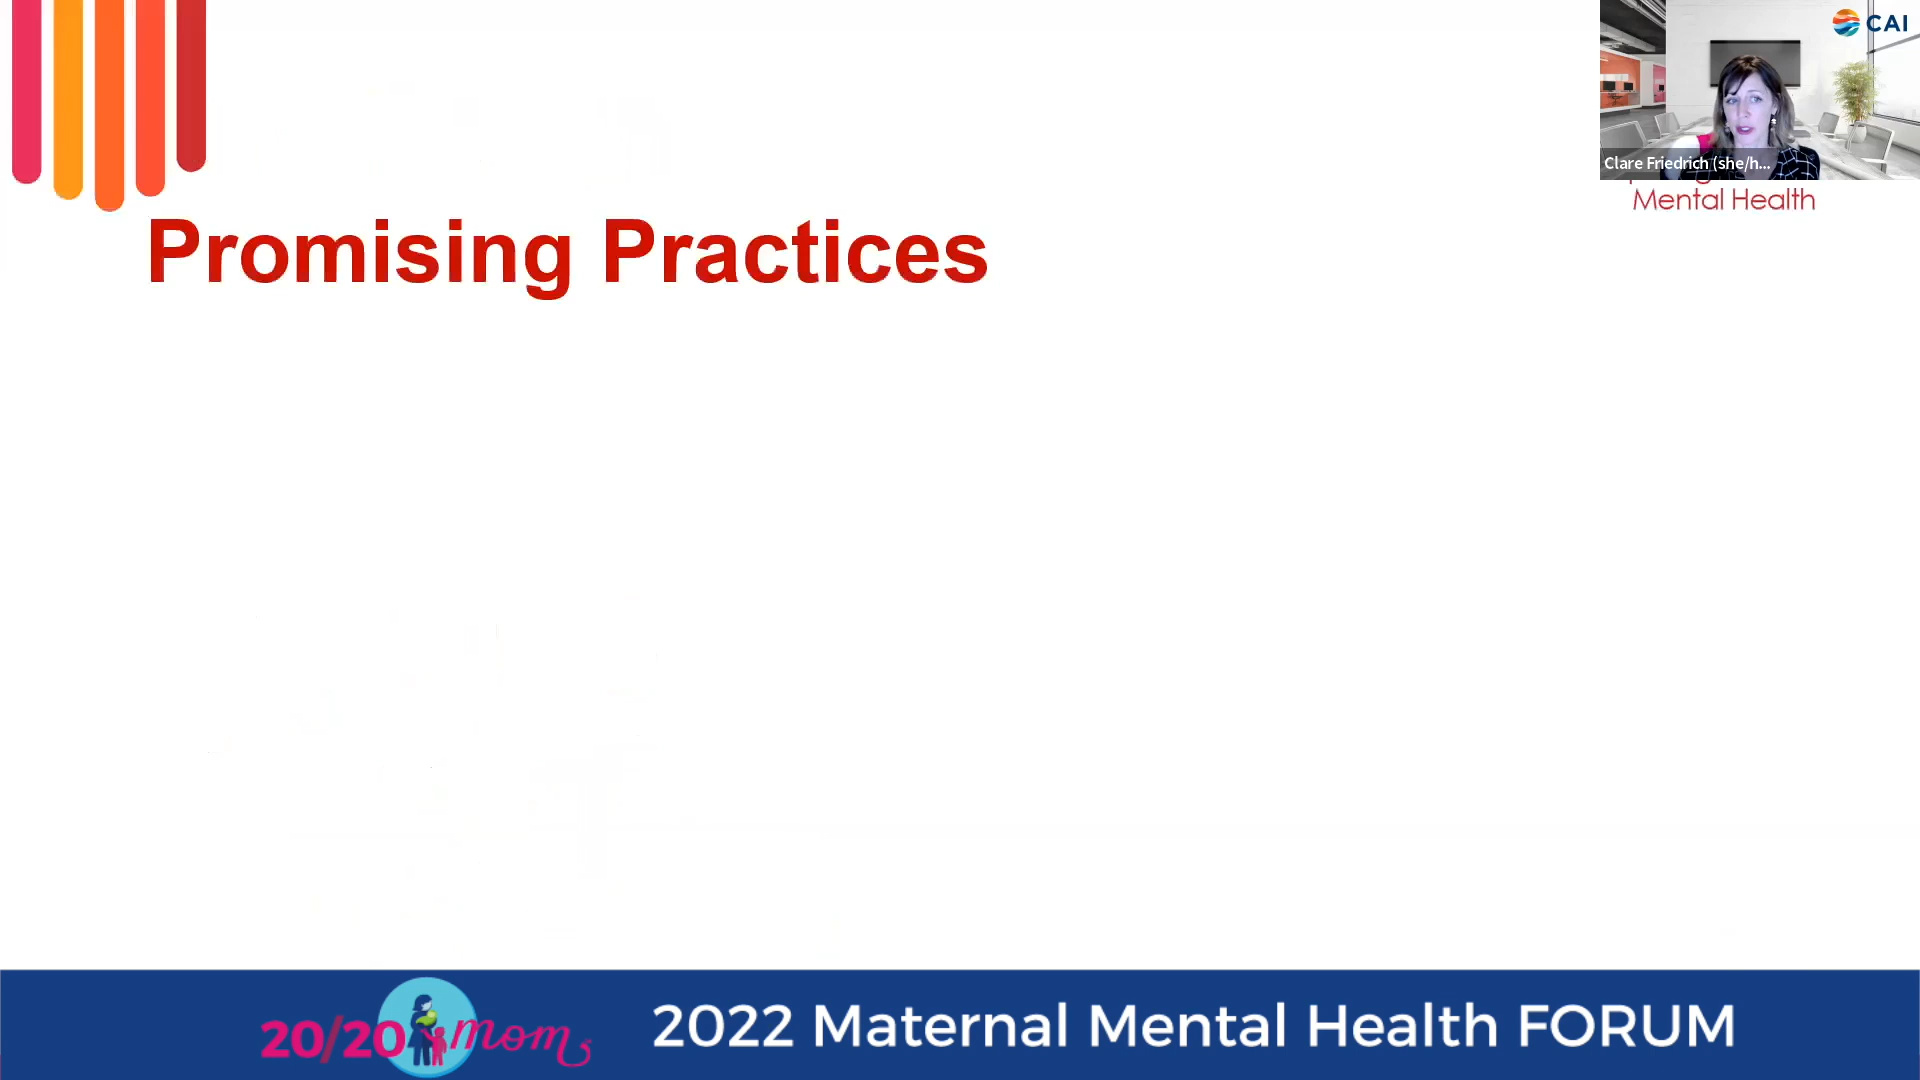 CAI
Clare Friedrich (she/h...
Mental Health
Promising Practices
20/20 mom
2022 Maternal Mental Health FORUM